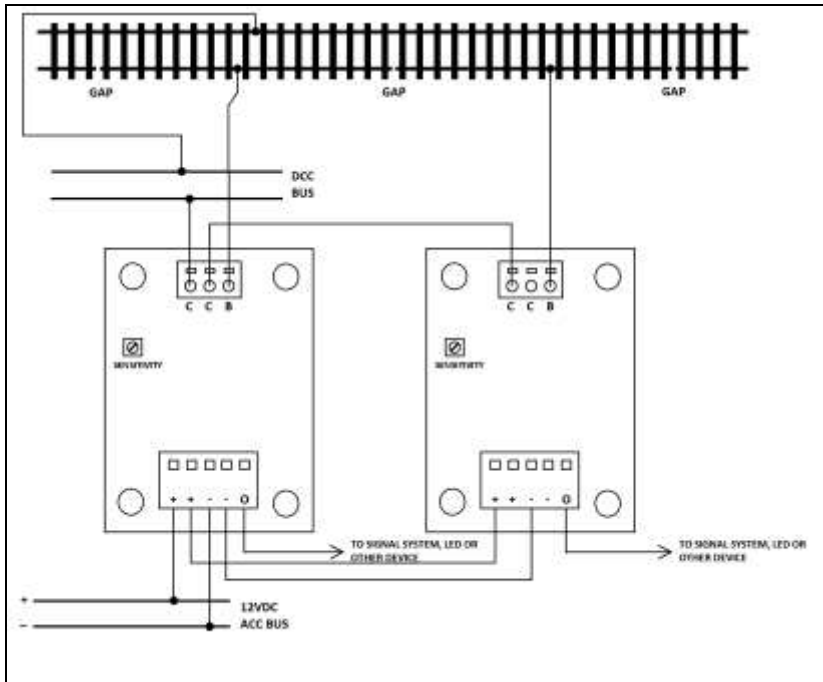 GAP GAP GAP
DCC
BUS
C C B C C B
SENSITIVITY SENSITIVITY
+ + - - O + + - - O
TO SIGNAL SYSTEM, LED OR
OTHER DEVICE
TO SIGNAL SYSTEM, LED OR
OTHER DEVICE
+ 12VDC
- ACC BUS